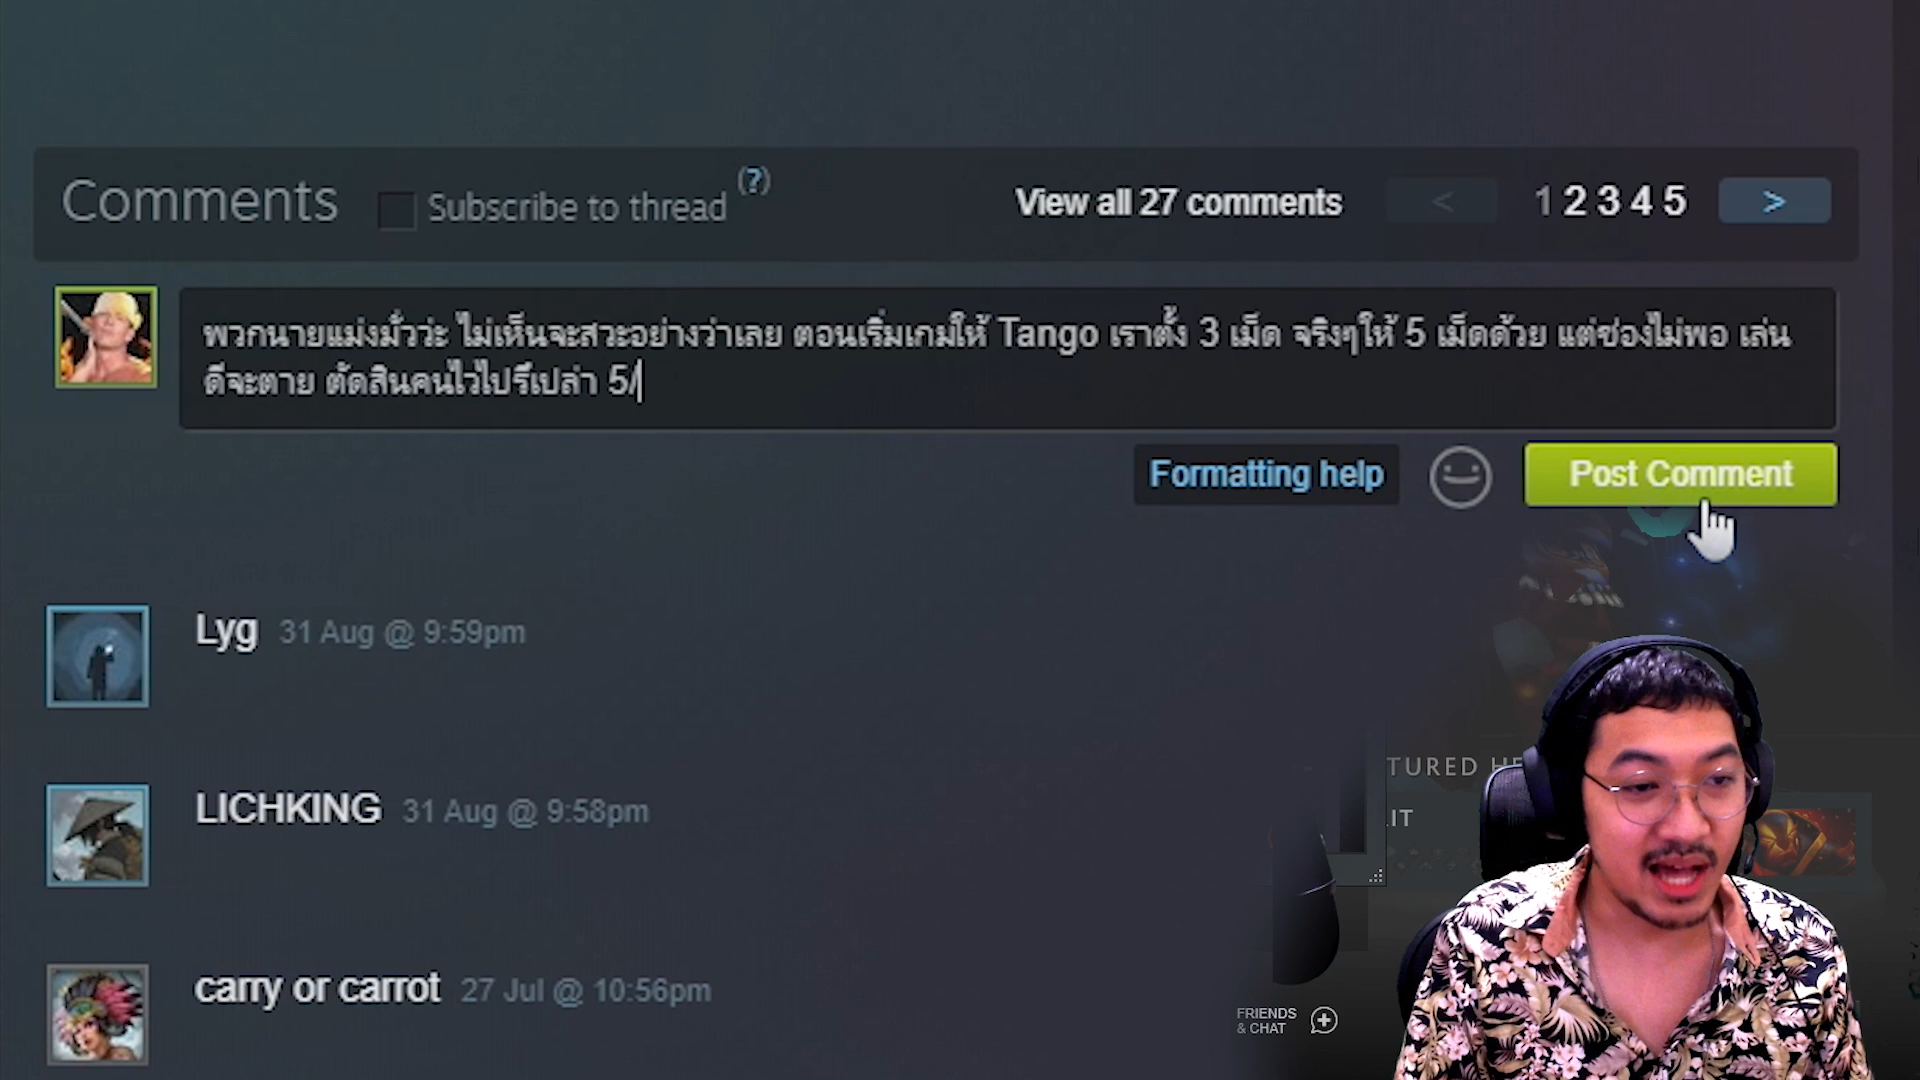 Comments Subscribe to thread (?) View all 27 comments < 1 2 3 4 5 >
พวกนายแม่งมั่วว่ะ ไม่เห็นจะสวะอย่างว่าเลย ตอนเริ่มเกมให้ Tango เราตั้ง 3 เม็ด จริงๆให้ 5 เม็ดด้วย แต่ช่องไม่พอ เล่น
ดีจะตาย ตัดสินคนไวไปรึเปล่า 5/
Formatting help Post Comment
Lyg 31 Aug @ 9:59pm
LICHKING 31 Aug @ 9:58pm
TURED HE
IT
carry or carrot 27 Jul @ 10:56pm
FRIENDS
& CHAT